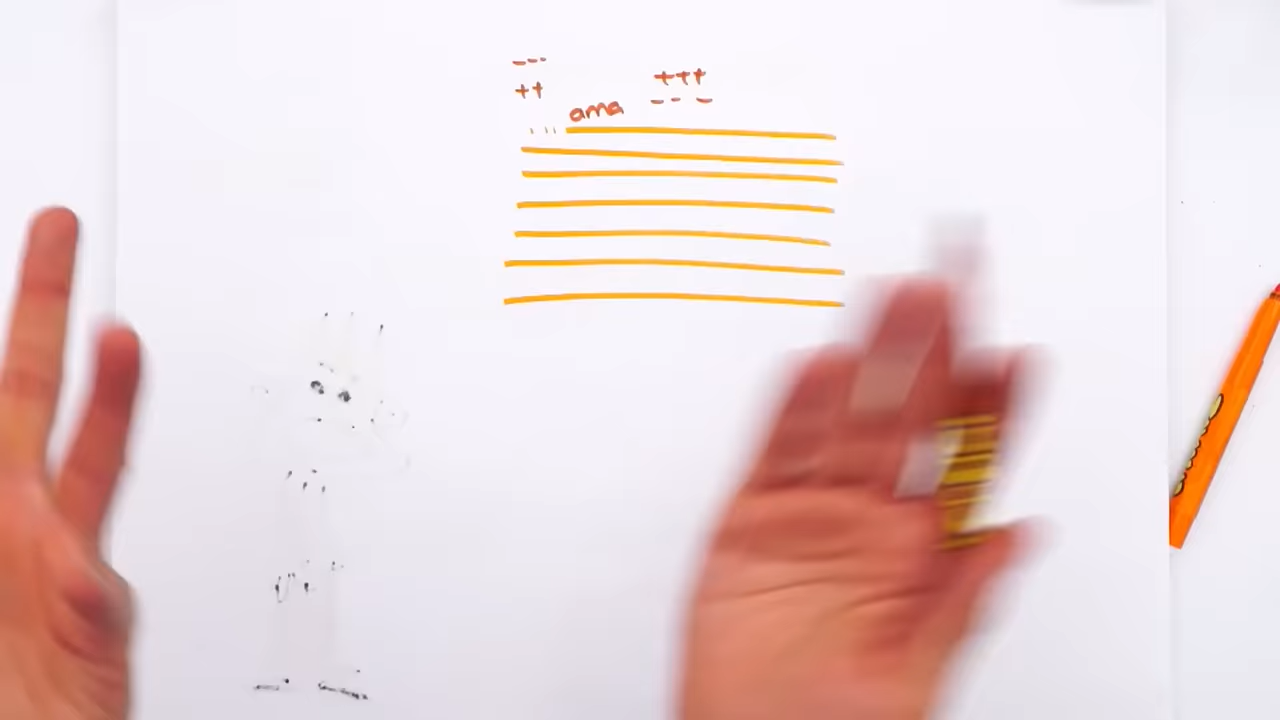 ---
++ +++
ama ---